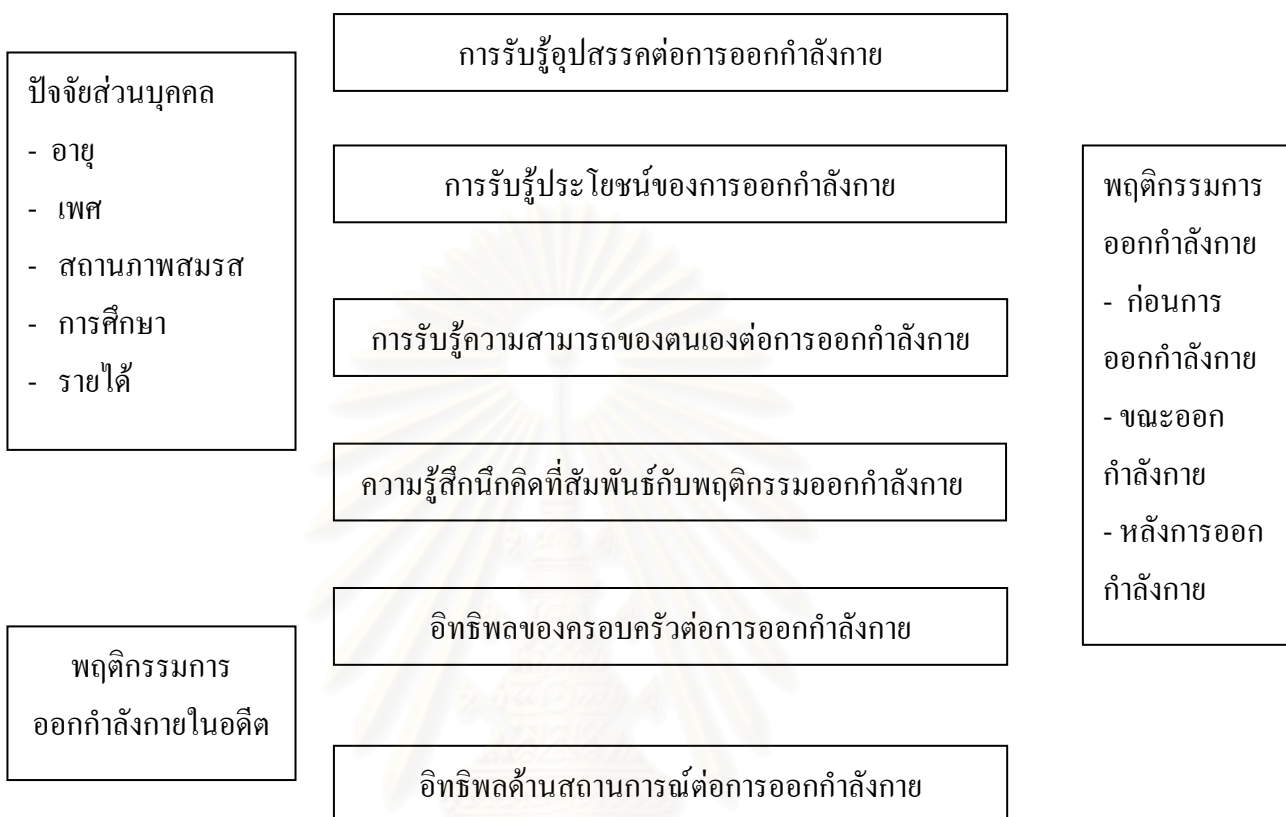 ปัจจัยส่วนบุคคล
- อายุ
- เพศ
- สถานภาพสมรส
- การศึกษา
- รายได้
พฤติกรรมการ
ออกกำลังกายในอดีต
การรับรู้อุปสรรคต่อการออกกำลังกาย
การรับรู้ประโยชน์ของการออกกำลังกาย
การรับรู้ความสามารถของตนเองต่อการออกกำลังกาย
ความรู้สึกนึกคิดที่สัมพันธ์กับพฤติกรรมออกกำลังกาย
อิทธิพลของครอบครัวต่อการออกกำลังกาย
อิทธิพลด้านสถานการณ์ต่อการออกกำลังกาย
พฤติกรรมการ
ออกกำลังกาย
- ก่อนการ
ออกกำลังกาย
- ขณะออก
กำลังกาย
- หลังการออก
กำลังกาย